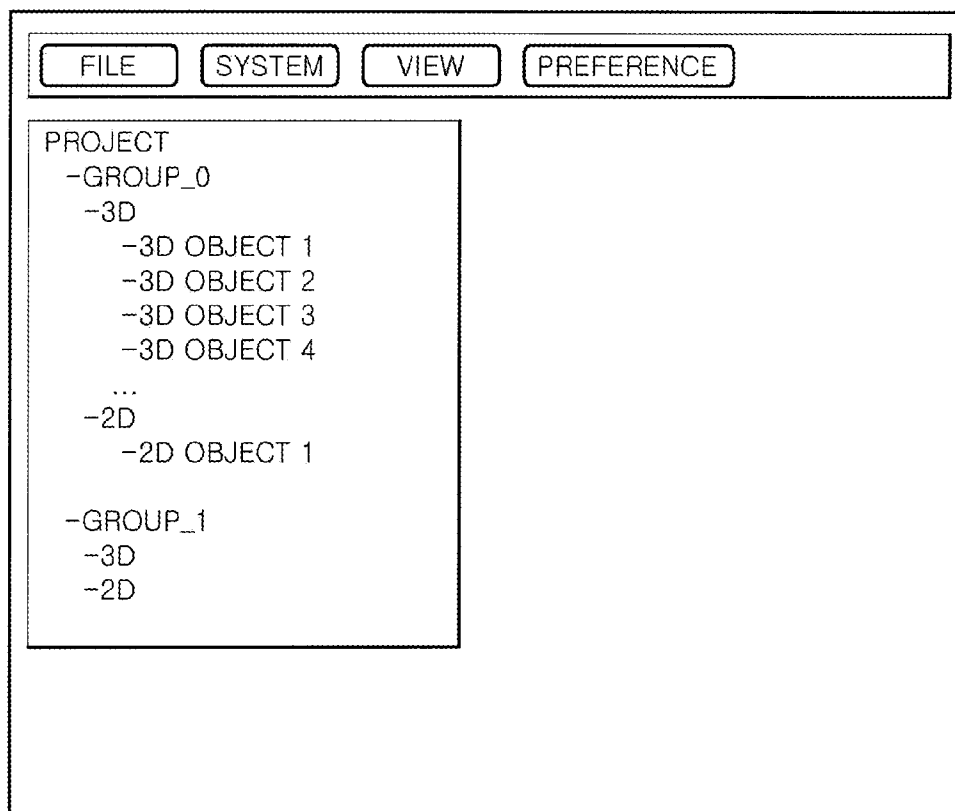 FILE SYSTEM VIEW PREFERENCE
PROJECT
-GROUP_0
-3D
-3D OBJECT 1
-3D OBJECT 2
-3D OBJECT 3
-3D OBJECT 4
...
-2D
-2D OBJECT 1
-GROUP_1
-3D
-2D